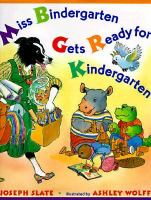 Miss Bindergarten
Gets Ready for
Kindergarten
JOSEPH SLATE illustrated by ASHLEY WOLFF